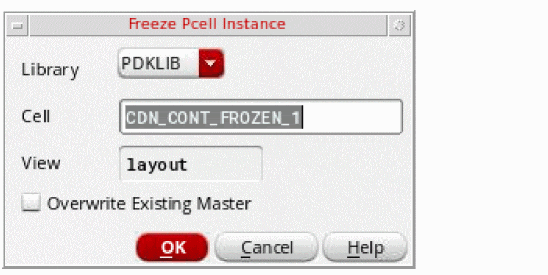 Freeze Pcell Instance
Library PDKLIB
Cell CDN_CONT_FROZEN_1
View layout
Overwrite Existing Master
OK Cancel Help